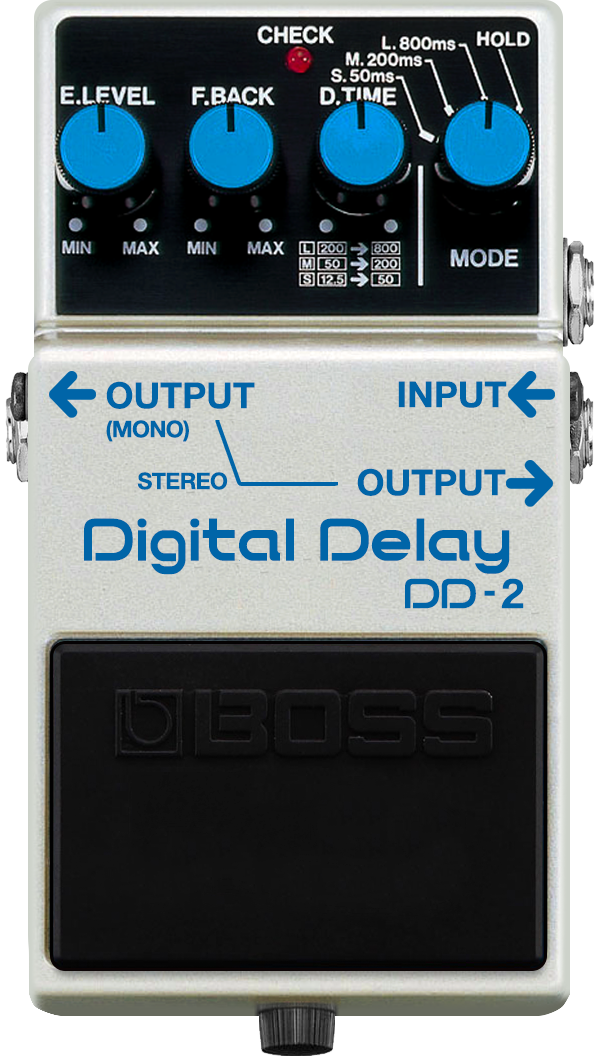 CHECK
L. 800ms
HOLD
M. 200ms
S. 50ms
E.LEVEL
F.BACK
D.TIME
MIN
MAX
MIN
MAX
L 200 → 800
M 50 → 200
S 12.5 → 50
MODE
← OUTPUT
(MONO)
INPUT ←
STEREO
OUTPUT →
Digital Delay
DD-2
BOSS